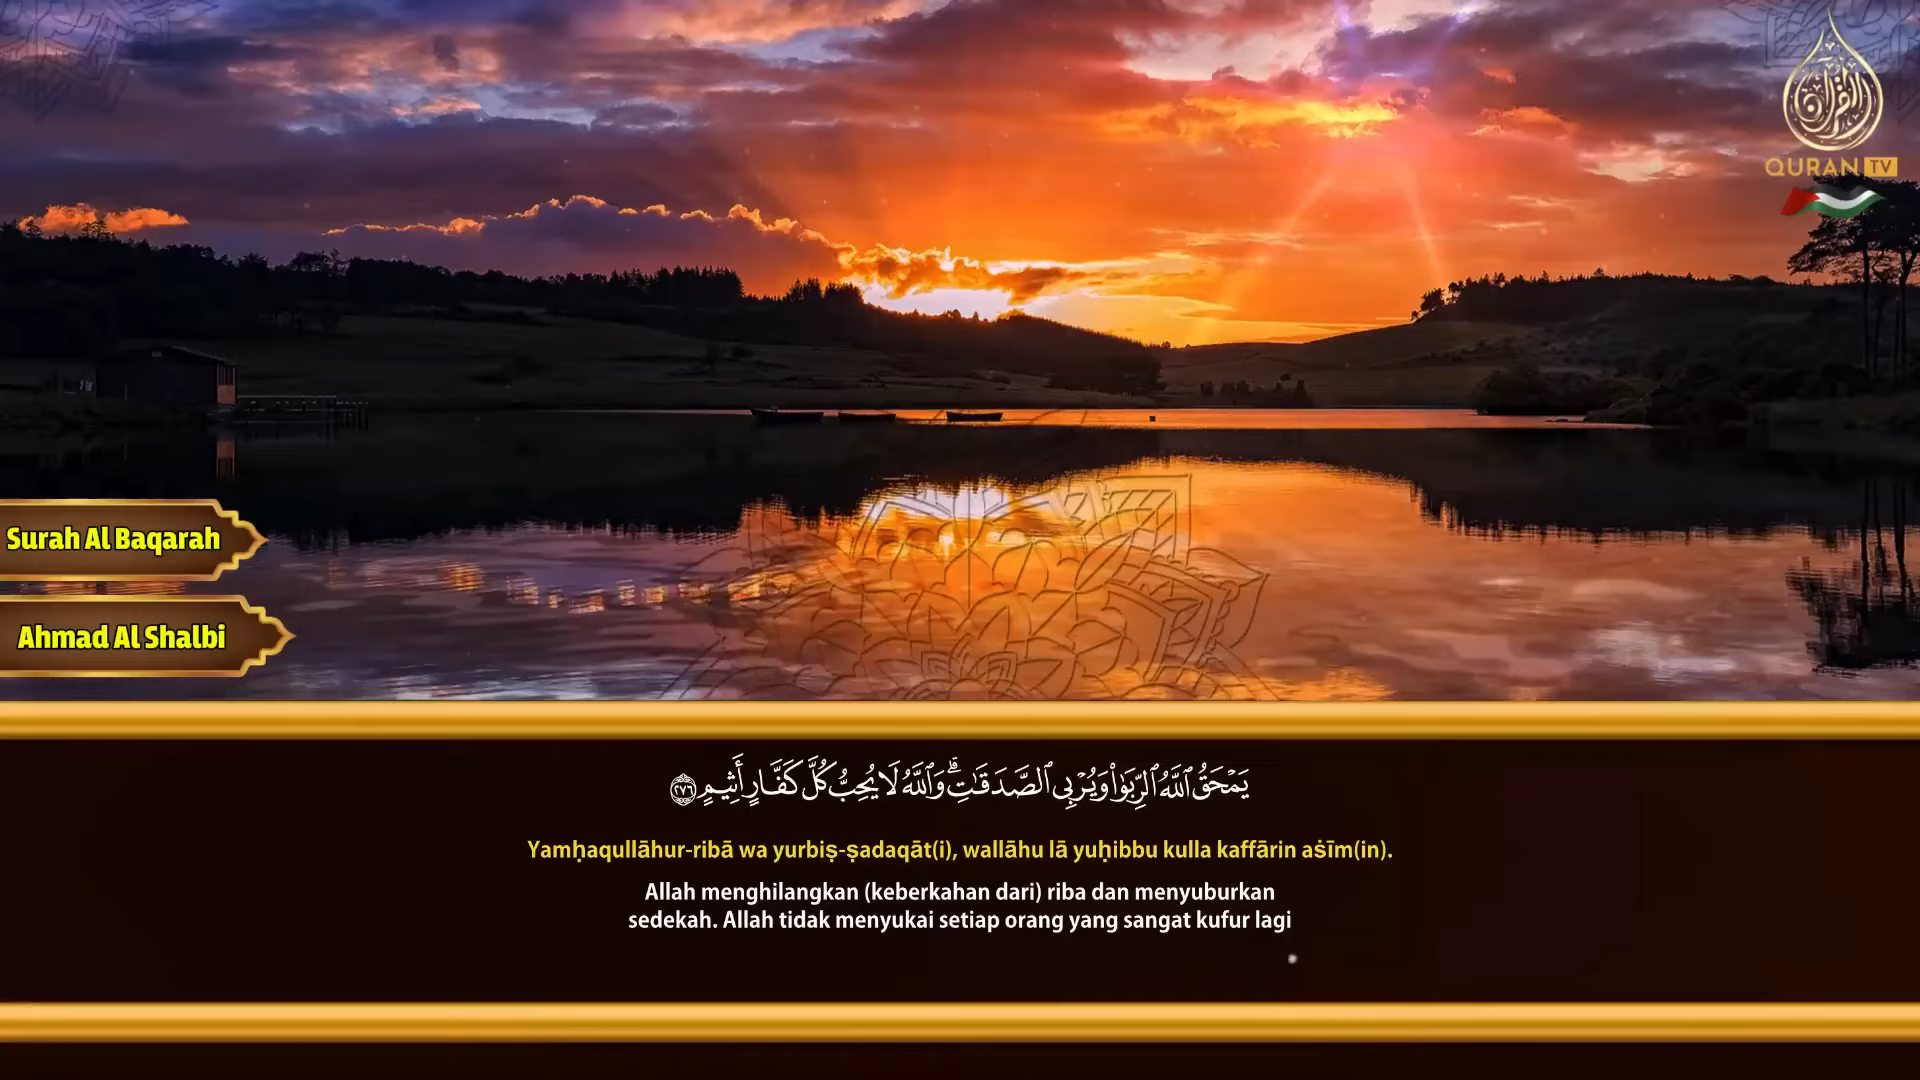 القرآن
QURAN TV
Surah Al Baqarah
Ahmad Al Shalbi
يَمْحَقُ ٱللَّهُ ٱلرِّبَوٰا۟ وَيُرْبِى ٱلصَّدَقَـٰتِ ۗ وَٱللَّهُ لَا يُحِبُّ كُلَّ كَفَّارٍ أَثِيمٍ ٢٧٦
Yamḥaqullāhur-ribā wa yurbiṣ-ṣadaqāt(i), wallāhu lā yuḥibbu kulla kaffārin aṡīm(in).
Allah menghilangkan (keberkahan dari) riba dan menyuburkan
sedekah. Allah tidak menyukai setiap orang yang sangat kufur lagi